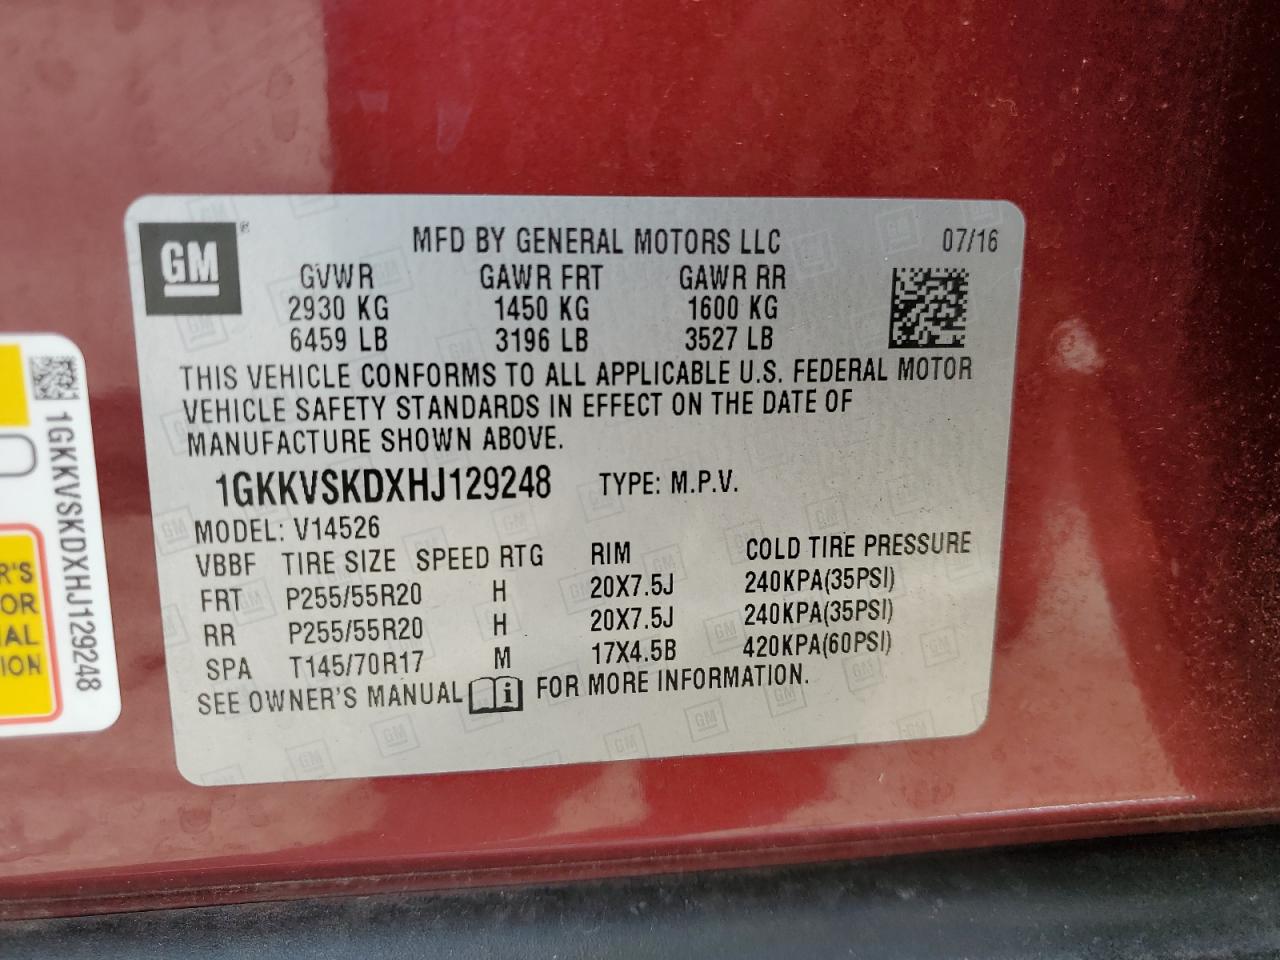 GM®
MFD BY GENERAL MOTORS LLC 07/16
GVWR GAWR FRT GAWR RR
2930 KG 1450 KG 1600 KG
6459 LB 3196 LB 3527 LB
THIS VEHICLE CONFORMS TO ALL APPLICABLE U.S. FEDERAL MOTOR
VEHICLE SAFETY STANDARDS IN EFFECT ON THE DATE OF
MANUFACTURE SHOWN ABOVE.
1GKKVSKDXHJ129248 TYPE: M.P.V.
MODEL: V14526
VBBF TIRE SIZE SPEED RTG RIM COLD TIRE PRESSURE
FRT P255/55R20 H 20X7.5J 240KPA(35PSI)
RR P255/55R20 H 20X7.5J 240KPA(35PSI)
SPA T145/70R17 M 17X4.5B 420KPA(60PSI)
SEE OWNER'S MANUAL i FOR MORE INFORMATION.
1GKKVSKDXHJ129248
R'S
OR
IAL
ION